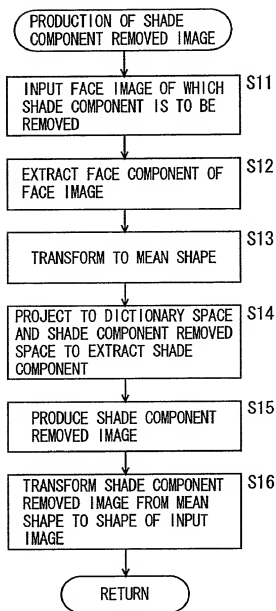 PRODUCTION OF SHADE
COMPONENT REMOVED IMAGE
S11
INPUT FACE IMAGE OF WHICH
SHADE COMPONENT IS TO BE
REMOVED
S12
EXTRACT FACE COMPONENT OF
FACE IMAGE
S13
TRANSFORM TO MEAN SHAPE
S14
PROJECT TO DICTIONARY SPACE
AND SHADE COMPONENT REMOVED
SPACE TO EXTRACT SHADE
COMPONENT
S15
PRODUCE SHADE COMPONENT
REMOVED IMAGE
S16
TRANSFORM SHADE COMPONENT
REMOVED IMAGE FROM MEAN
SHAPE TO SHAPE OF INPUT
IMAGE
RETURN